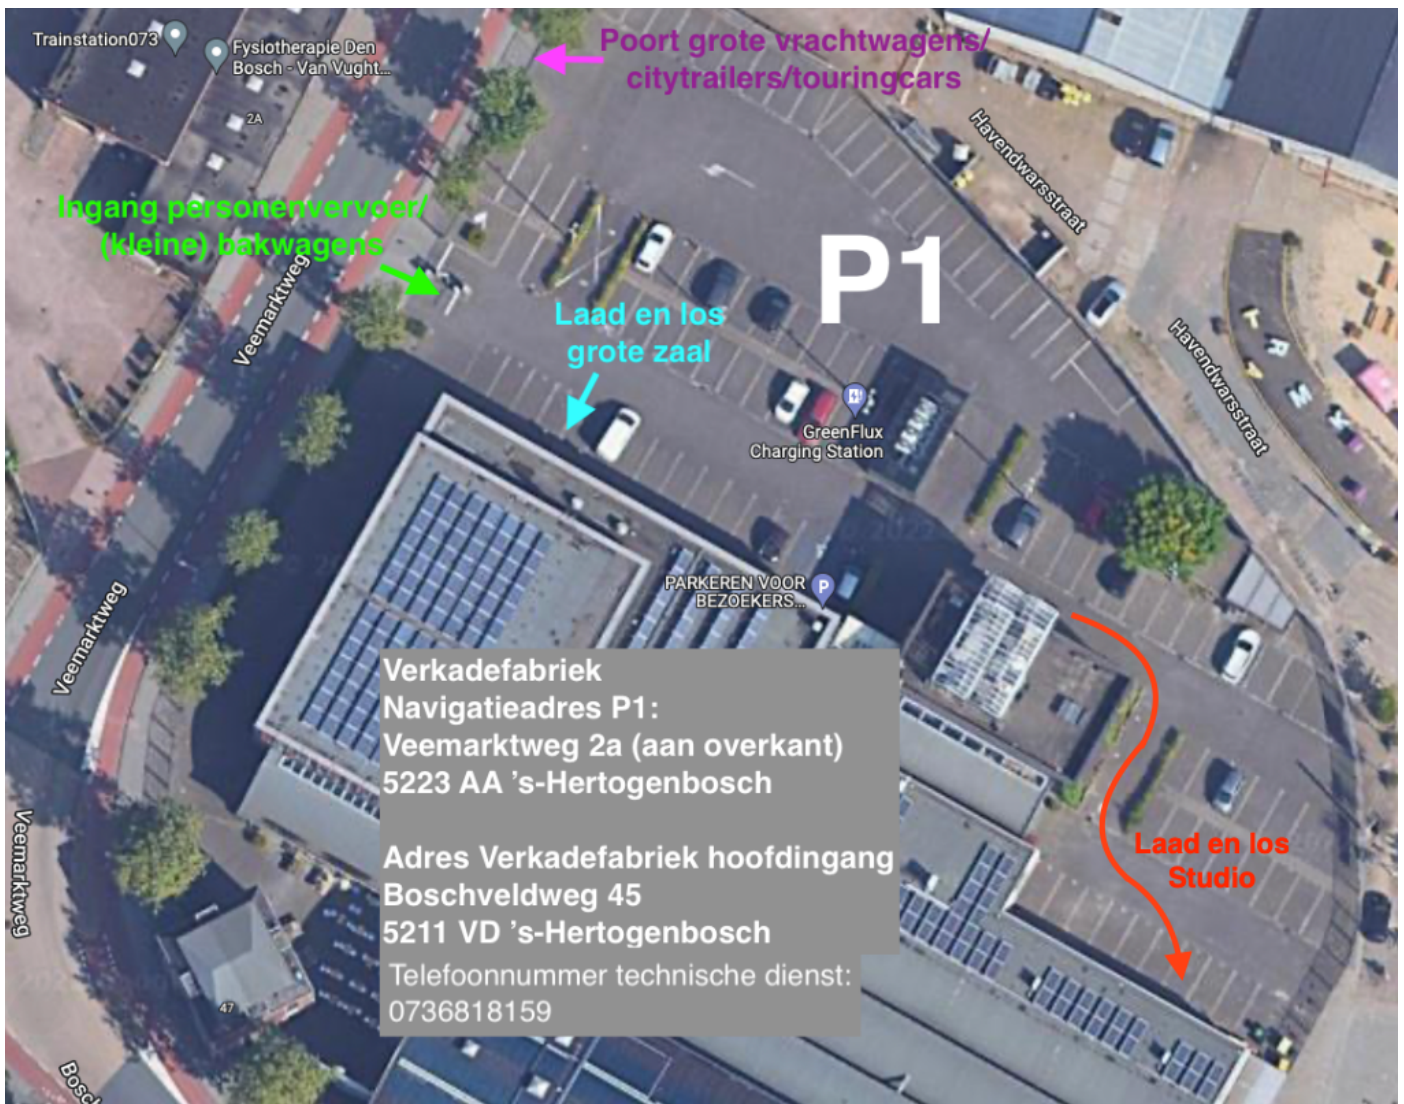 Trainstation073
Fysiotherapie Den
Bosch - Van Vught...
2A
Poort grote vrachtwagens/
citytrailers/touringcars
Havendwarsstraat
Ingang personenvervoer/
(kleine) bakwagens
Veemarktweg
P1
Laad en los
grote zaal
Havendwarsstraat
GreenFlux
Charging Station
PARKEREN VOOR
BEZOEKERS...
P
Veemarktweg
Verkadefabriek
Navigatieadres P1:
Veemarktweg 2a (aan overkant)
5223 AA ’s-Hertogenbosch
Adres Verkadefabriek hoofdingang
Boschveldweg 45
5211 VD ’s-Hertogenbosch
Telefoonnummer technische dienst:
0736818159
Laad en los
Studio
Veemarktweg
47